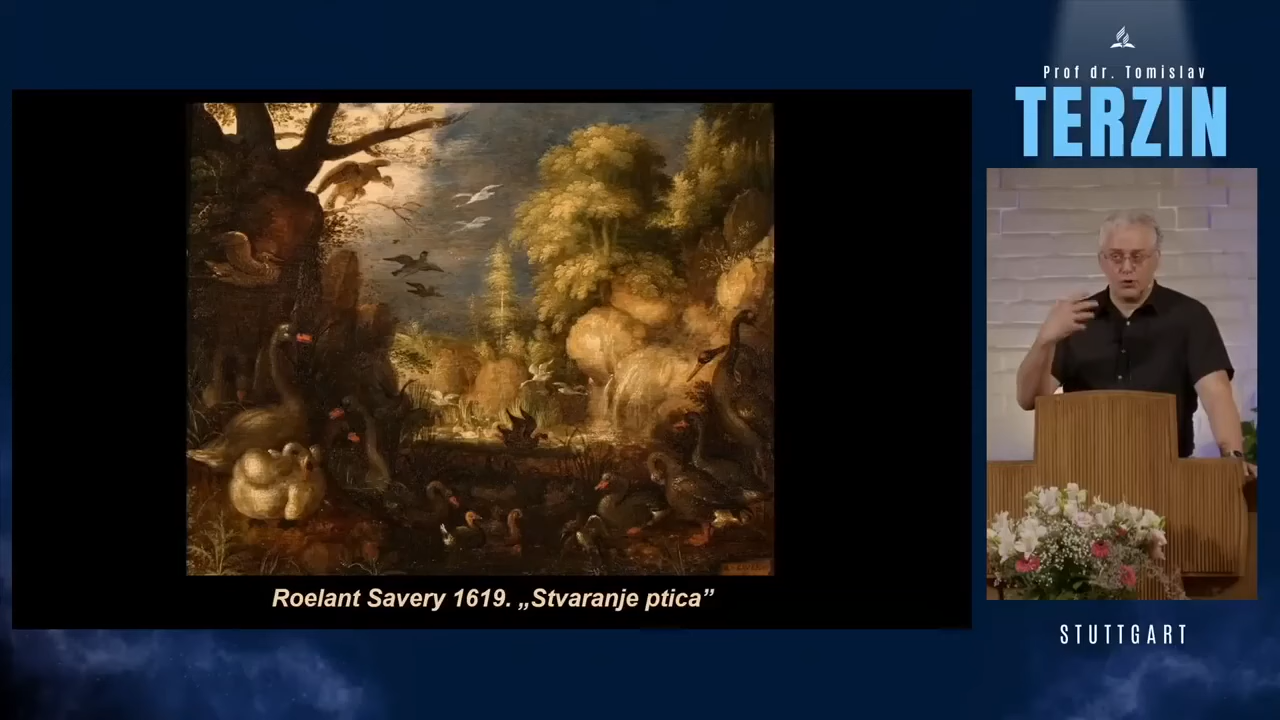 Prof dr. Tomislav
TERZIN
Roelant Savery 1619. „Stvaranje ptica”
STUTTGART